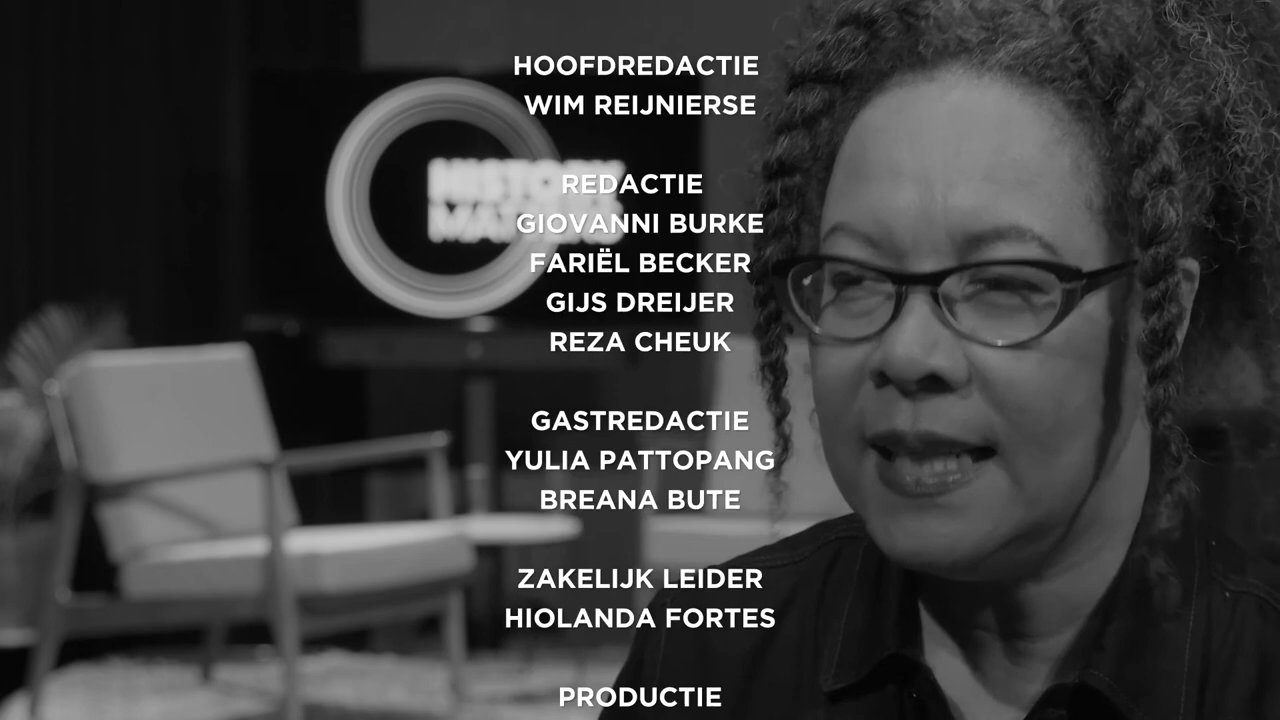 HOOFDREDACTIE
WIM REIJNIERSE
HISTORY
REDACTIE
GIOVANNI BURKE
FARIËL BECKER
GIJS DREIJER
REZA CHEUK
GASTREDACTIE
YULIA PATTOPANG
BREANA BUTE
ZAKELIJK LEIDER
HIOLANDA FORTES
PRODUCTIE